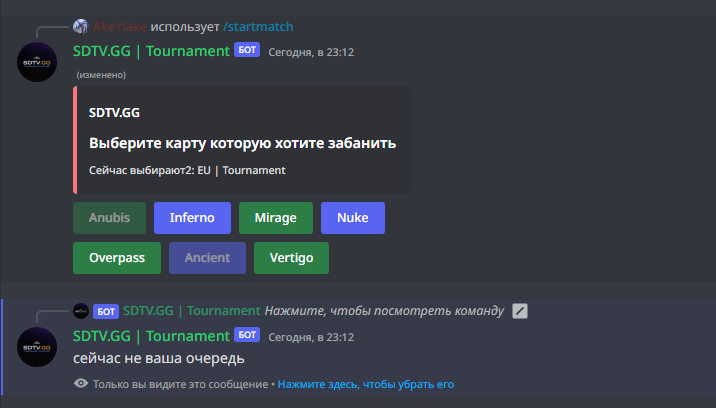 AkeYlake использует /startmatch
SDTV.GG | Tournament БОТ Сегодня, в 23:12
(изменено)
SDTV.GG
Выберите карту которую хотите забанить
Сейчас выбирают2: EU | Tournament
Anubis Inferno Mirage Nuke
Overpass Ancient Vertigo
БОТ SDTV.GG | Tournament Нажмите, чтобы посмотреть команду
SDTV.GG | Tournament БОТ Сегодня, в 23:12
сейчас не ваша очередь
Только вы видите это сообщение • Нажмите здесь, чтобы убрать его